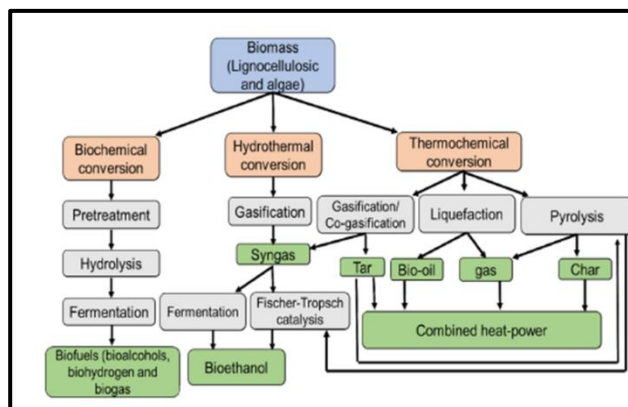 Biomass
(Lignocellulosic
and algae)
Biochemical
conversion
Hydrothermal
conversion
Thermochemical
conversion
Pretreatment
Gasification
Gasification/
Co-gasification
Liquefaction
Pyrolysis
Hydrolysis
Syngas
Tar
Bio-oil
gas
Char
Fermentation
Fermentation
Fischer-Tropsch
catalysis
Combined heat-power
Biofuels (bioalcohols,
biohydrogen and
biogas
Bioethanol